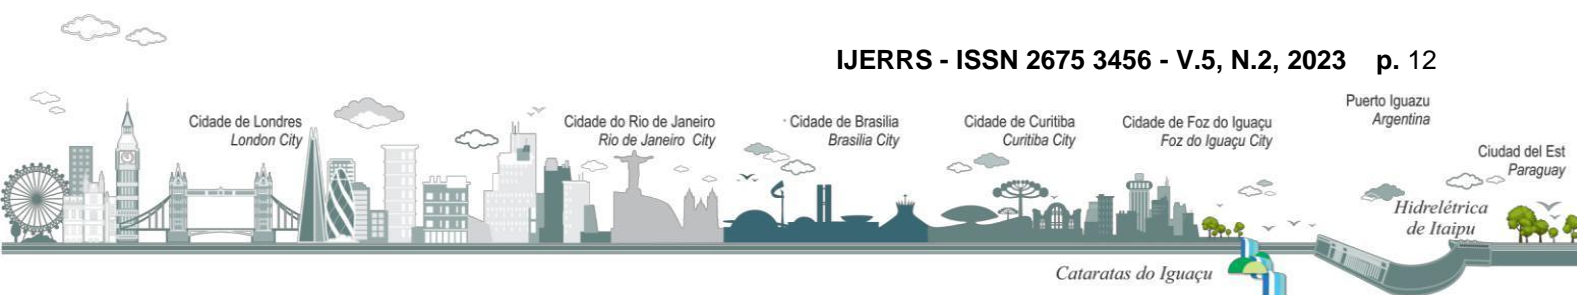 IJERRS - ISSN 2675 3456 - V.5, N.2, 2023 p. 12
Puerto Iguazu
Argentina
Cidade de Londres
London City
Cidade do Rio de Janeiro
Rio de Janeiro City
Cidade de Brasilia
Brasilia City
Cidade de Curitiba
Curitiba City
Cidade de Foz do Iguaçu
Foz do Iguaçu City
Ciudad del Est
Paraguay
Hidrelétrica
de Itaipu
Cataratas do Iguaçu